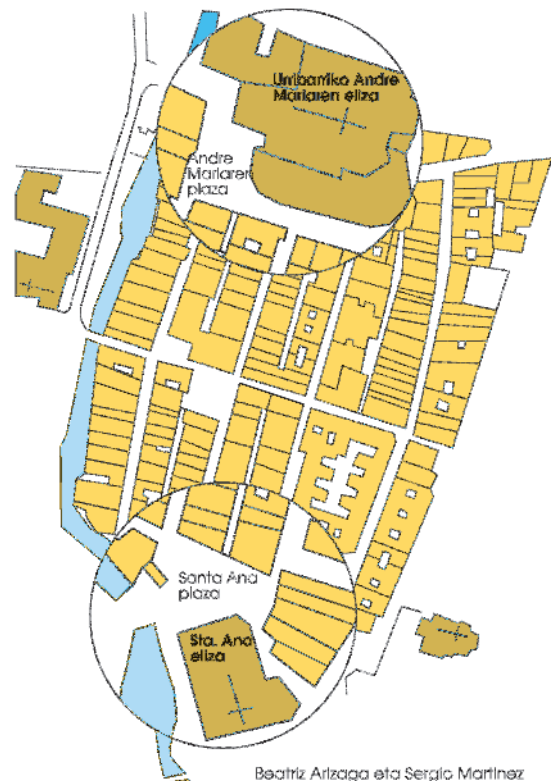 Urribarriko Andre
Mariaren eliza
Andre
Mariaren
plaza
Santa Ana
plaza
Sta. Ana
eliza
Beatriz Arizaga eta Sergio Martinez